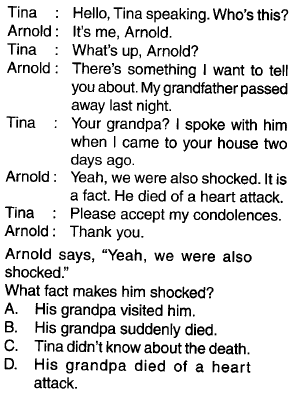 Tina : Hello, Tina speaking. Who's this?
Arnold : It's me, Arnold.
Tina : What's up, Arnold?
Arnold : There's something I want to tell
you about. My grandfather passed
away last night.
Tina : Your grandpa? I spoke with him
when I came to your house two
days ago.
Arnold : Yeah, we were also shocked. It is
a fact. He died of a heart attack.
Tina : Please accept my condolences.
Arnold : Thank you.
Arnold says, "Yeah, we were also
shocked."
What fact makes him shocked?
A. His grandpa visited him.
B. His grandpa suddenly died.
C. Tina didn't know about the death.
D. His grandpa died of a heart
attack.